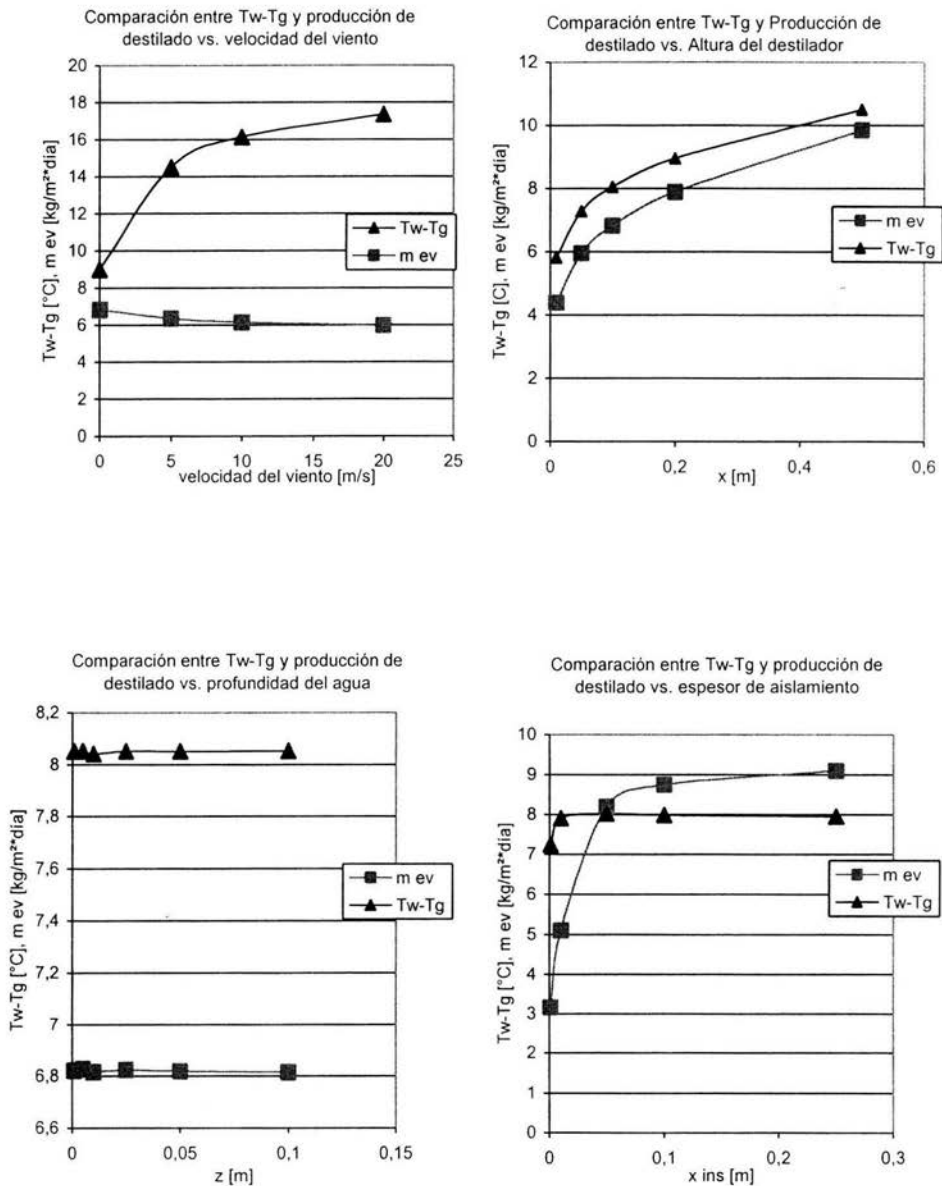 Comparación entre Tw-Tg y producción de
destilado vs. velocidad del viento
Tw-Tg [°C], m ev [kg/m²*dia]
20
18
16
14
12
10
8
6
4
2
0
Tw-Tg
m ev
0 5 10 15 20 25
velocidad del viento [m/s]
Comparación entre Tw-Tg y Producción de
destilado vs. Altura del destilador
Tw-Tg [C], m ev [kg/m²*dia]
12
10
8
6
4
2
0
m ev
Tw-Tg
0 0,2 0,4 0,6
x [m]
Comparación entre Tw-Tg y producción de
destilado vs. profundidad del agua
Tw-Tg [°C], m ev [kg/m²*dia]
8,2
8
7,8
7,6
7,4
7,2
7
6,8
6,6
m ev
Tw-Tg
0 0,05 0,1 0,15
z [m]
Comparación entre Tw-Tg y producción de
destilado vs. espesor de aislamiento
Tw-Tg [°C], m ev [kg/m²*dia]
10
9
8
7
6
5
4
3
2
1
0
m ev
Tw-Tg
0 0,1 0,2 0,3
x ins [m]